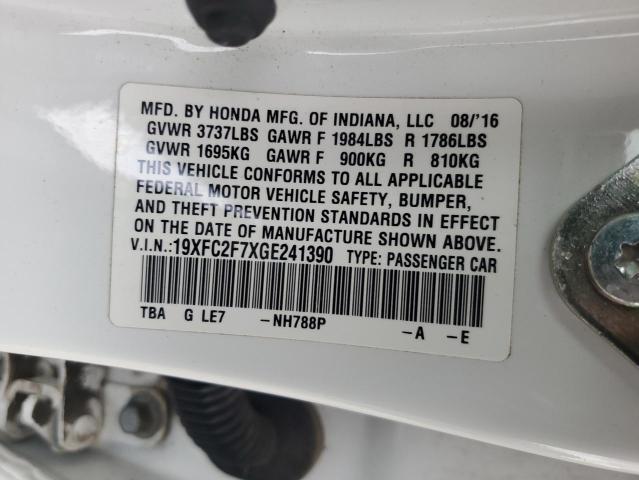 MFD. BY HONDA MFG. OF INDIANA, LLC 08/'16
GVWR 3737LBS GAWR F 1984LBS R 1786LBS
GVWR 1695KG GAWR F 900KG R 810KG
THIS VEHICLE CONFORMS TO ALL APPLICABLE
FEDERAL MOTOR VEHICLE SAFETY, BUMPER,
AND THEFT PREVENTION STANDARDS IN EFFECT
ON THE DATE OF MANUFACTURE SHOWN ABOVE.
V.I.N.:19XFC2F7XGE241390 TYPE: PASSENGER CAR
TBA G LE7 -NH788P -A -E